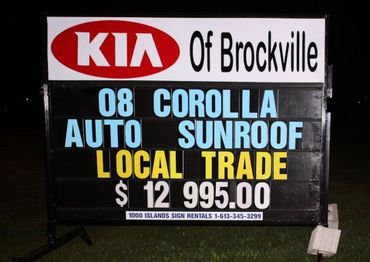 KIA Of Brockville
08 COROLLA
AUTO SUNROOF
LOCAL TRADE
$ 12 995.00
1000 ISLANDS SIGN RENTALS 1-613-345-3299